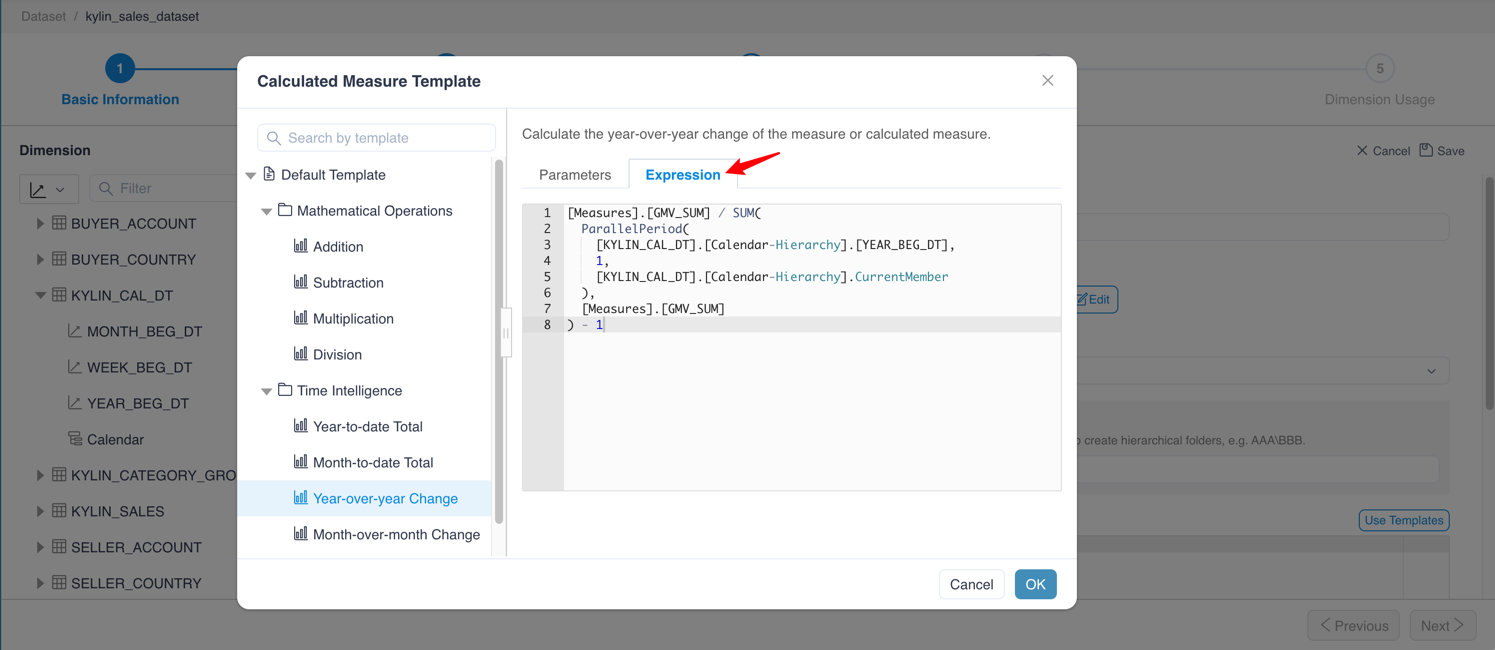 Dataset / kylin_sales_dataset
1
5
Basic Information
Dimension Usage
Dimension
Cancel
Save
Filter
BUYER_ACCOUNT
BUYER_COUNTRY
KYLIN_CAL_DT
MONTH_BEG_DT
WEEK_BEG_DT
YEAR_BEG_DT
Calendar
KYLIN_CATEGORY_GRO
KYLIN_SALES
SELLER_ACCOUNT
SELLER_COUNTRY
Calculated Measure Template
Search by template
Default Template
Mathematical Operations
Addition
Subtraction
Multiplication
Division
Time Intelligence
Year-to-date Total
Month-to-date Total
Year-over-year Change
Month-over-month Change
Calculate the year-over-year change of the measure or calculated measure.
Parameters
Expression
1 [Measures].[GMV_SUM] / SUM(
2 ParallelPeriod(
3 [KYLIN_CAL_DT].[Calendar-Hierarchy].[YEAR_BEG_DT],
4 1,
5 [KYLIN_CAL_DT].[Calendar-Hierarchy].CurrentMember
6 ),
7 [Measures].[GMV_SUM]
8 ) - 1
Cancel
OK
Edit
to create hierarchical folders, e.g. AAA\BBB.
Use Templates
Previous
Next